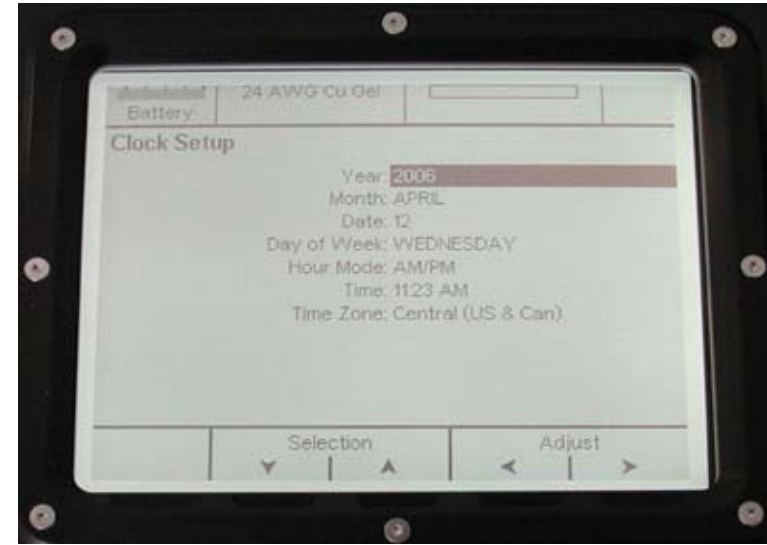 24 AWG Cu Gel
Battery
Clock Setup
Year: 2006
Month: APRIL
Date: 12
Day of Week: WEDNESDAY
Hour Mode: AM/PM
Time: 11:23 AM
Time Zone: Central (US & Can)
Selection
Adjust